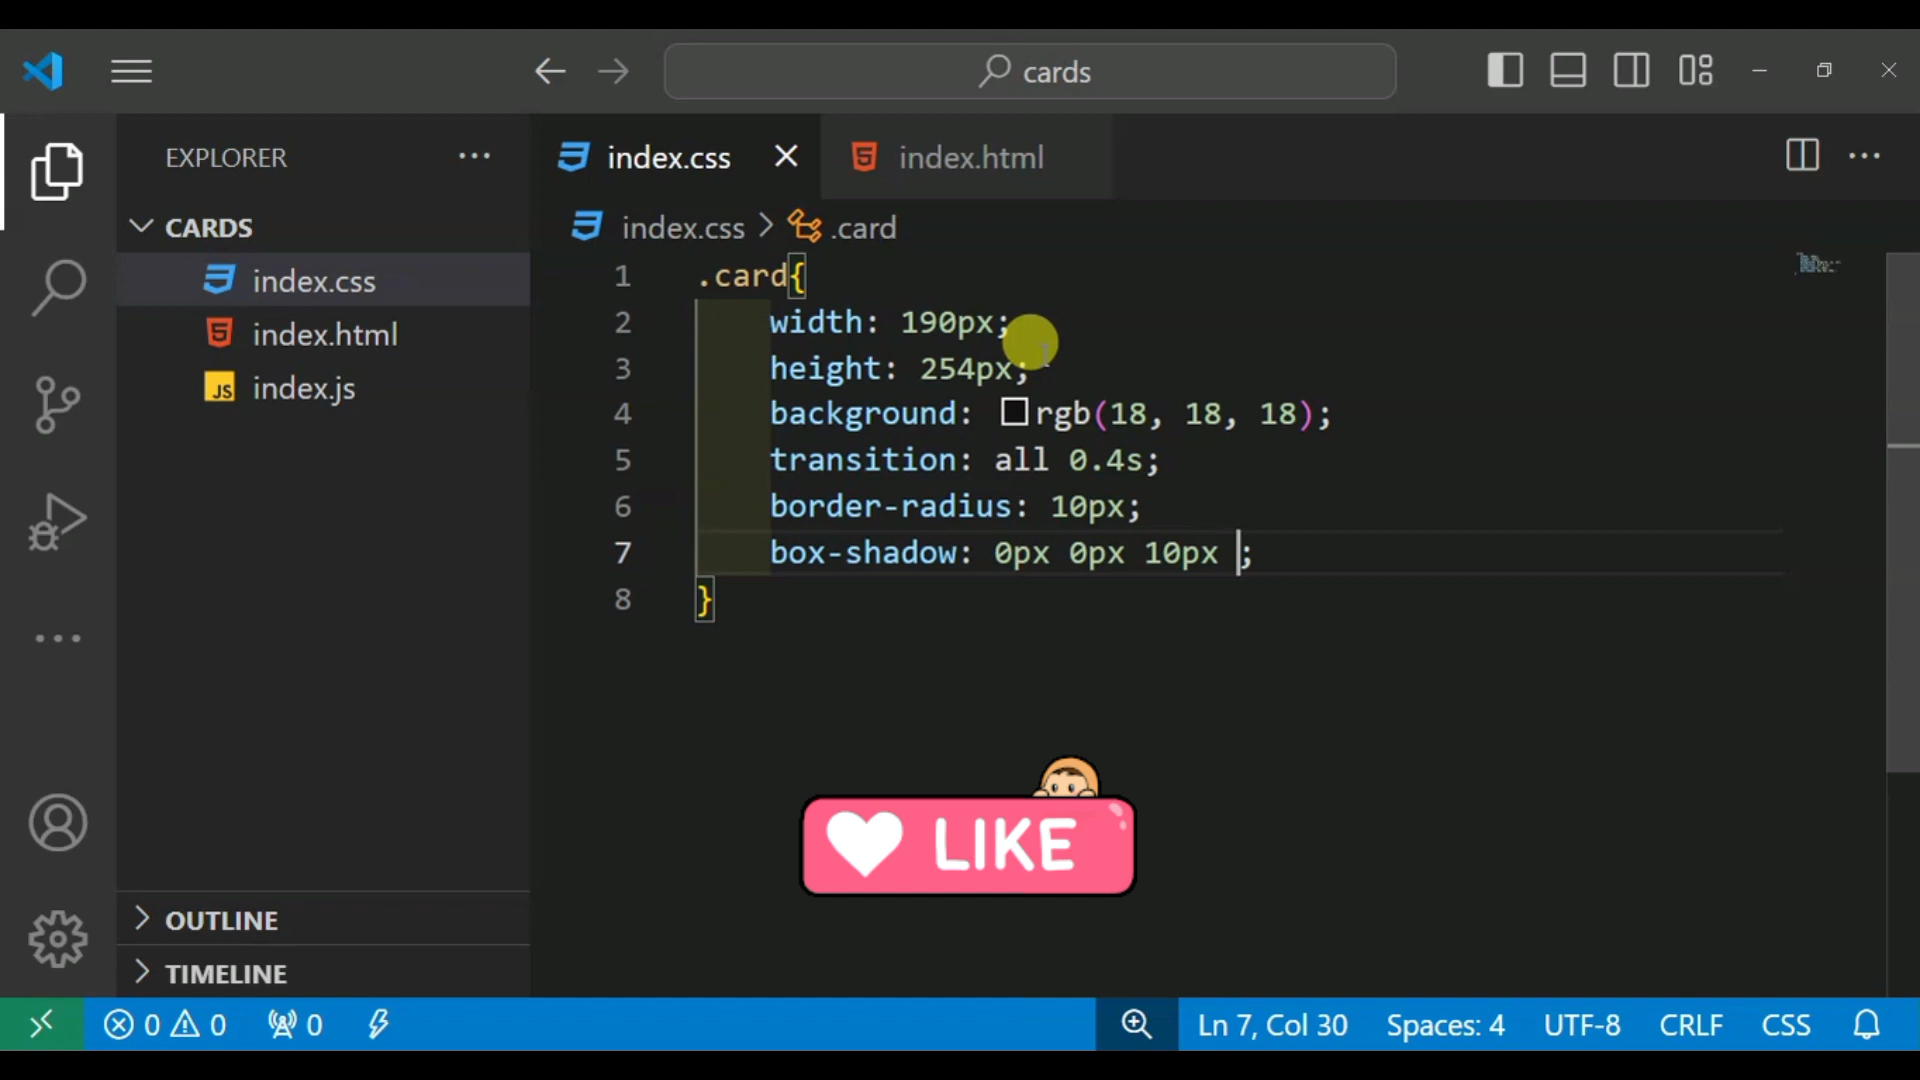 cards
EXPLORER
index.css
index.html
CARDS
index.css > .card
index.css
index.html
JS index.js
1 .card{
2 width: 190px;
3 height: 254px;
4 background: rgb(18, 18, 18);
5 transition: all 0.4s;
6 border-radius: 10px;
7 box-shadow: 0px 0px 10px ;
8 }
LIKE
OUTLINE
TIMELINE
0 0 0 Ln 7, Col 30 Spaces: 4 UTF-8 CRLF CSS